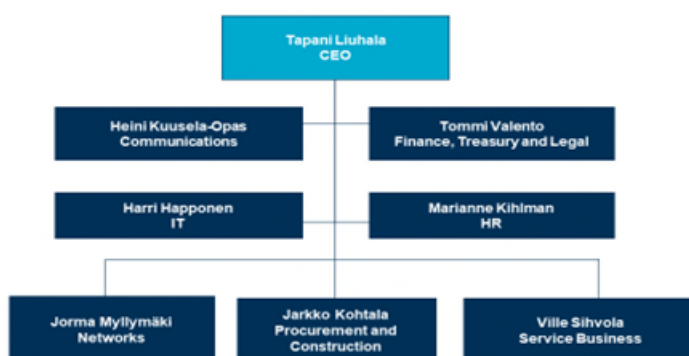 Tapani Liuhala
CEO
Heini Kuusela-Opas
Communications
Tommi Valento
Finance, Treasury and Legal
Harri Happonen
IT
Marianne Kihlman
HR
Jorma Myllymäki
Networks
Jarkko Kohtala
Procurement and
Construction
Ville Sihvola
Service Business